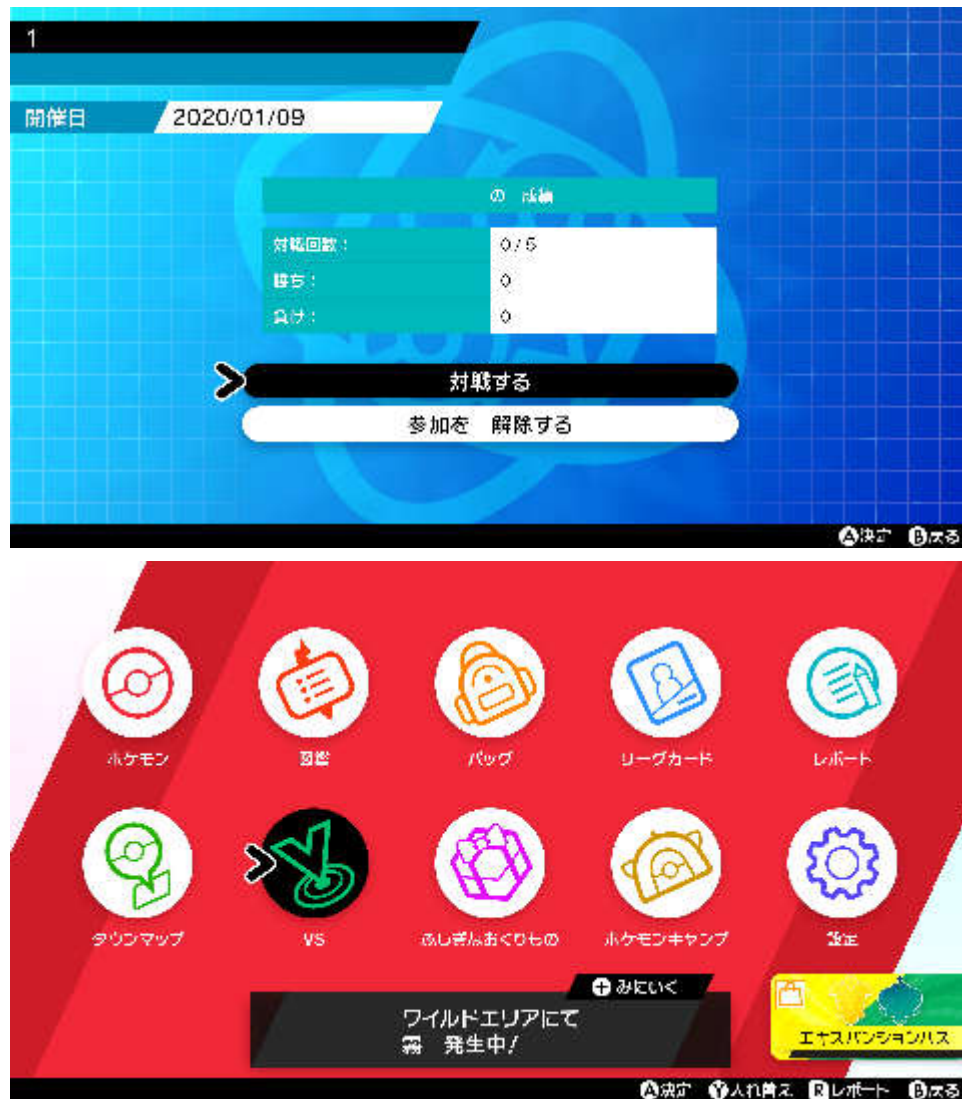 1
開催日 2020/01/09
の 成績
対戦回数： 0/5
勝ち： 0
負け： 0
対戦する
参加を 解除する
A決定 B戻る
ポケモン 図鑑 バッグ リーグカード レポート
タウンマップ VS ふしぎなおくりもの ポケモンキャンプ 設定
+みにいく
ワイルドエリアにて
霧 発生中！
エキスパンションパス
A決定 Y入れ替え Rレポート B戻る